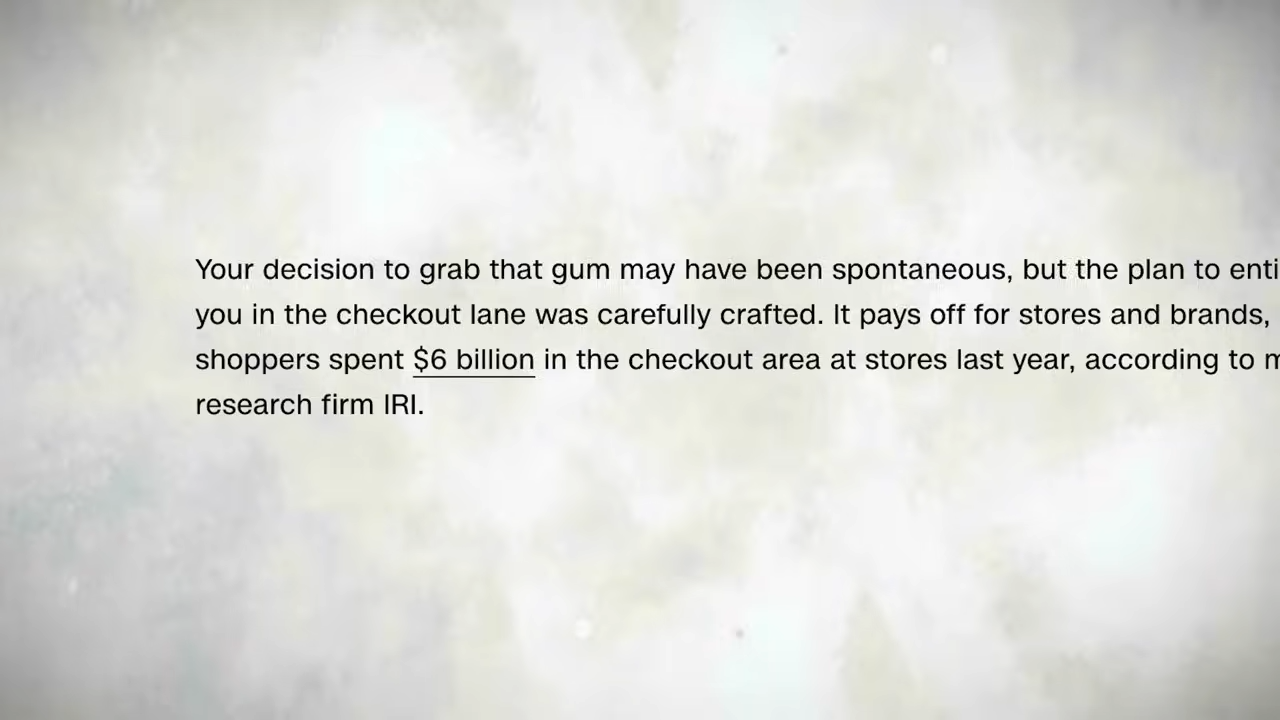 Your decision to grab that gum may have been spontaneous, but the plan to
you in the checkout lane was carefully crafted. It pays off for stores and brands,
shoppers spent $6 billion in the checkout area at stores last year, according to
research firm IRI.